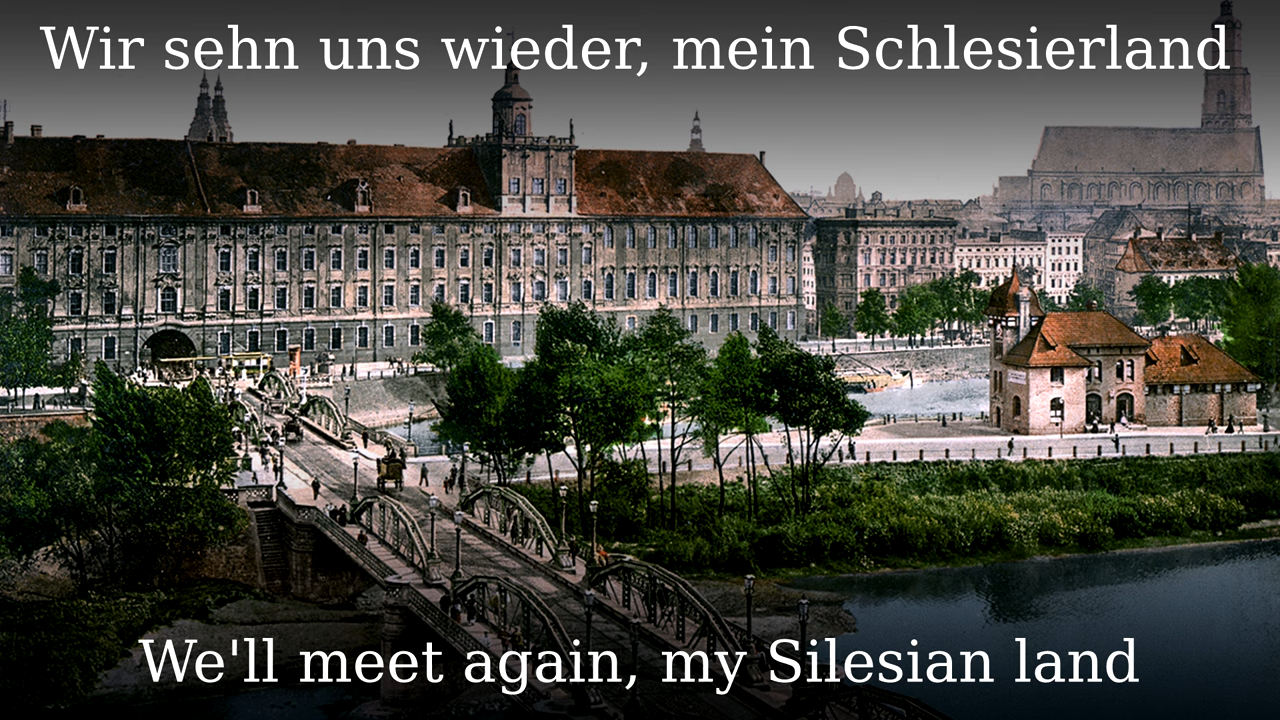 Wir sehn uns wieder, mein Schlesierland
We'll meet again, my Silesian land